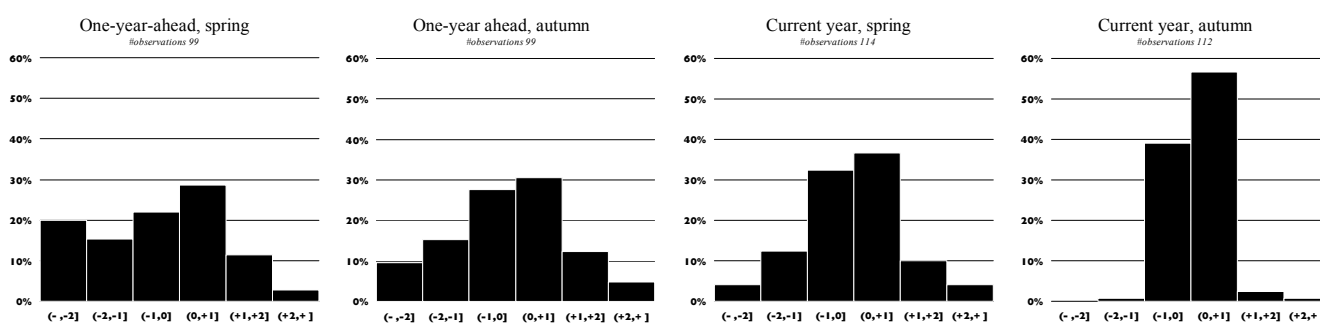 One-year-ahead, spring
#observations 99
60%
50%
40%
30%
20%
10%
0%
(- ,-2] (-2,-1] (-1,0] (0,+1] (+1,+2] (+2,+ ]
One-year ahead, autumn
#observations 99
60%
50%
40%
30%
20%
10%
0%
(- ,-2] (-2,-1] (-1,0] (0,+1] (+1,+2] (+2,+ ]
Current year, spring
#observations 114
60%
50%
40%
30%
20%
10%
0%
(- ,-2] (-2,-1] (-1,0] (0,+1] (+1,+2] (+2,+ ]
Current year, autumn
#observations 112
60%
50%
40%
30%
20%
10%
0%
(- ,-2] (-2,-1] (-1,0] (0,+1] (+1,+2] (+2,+